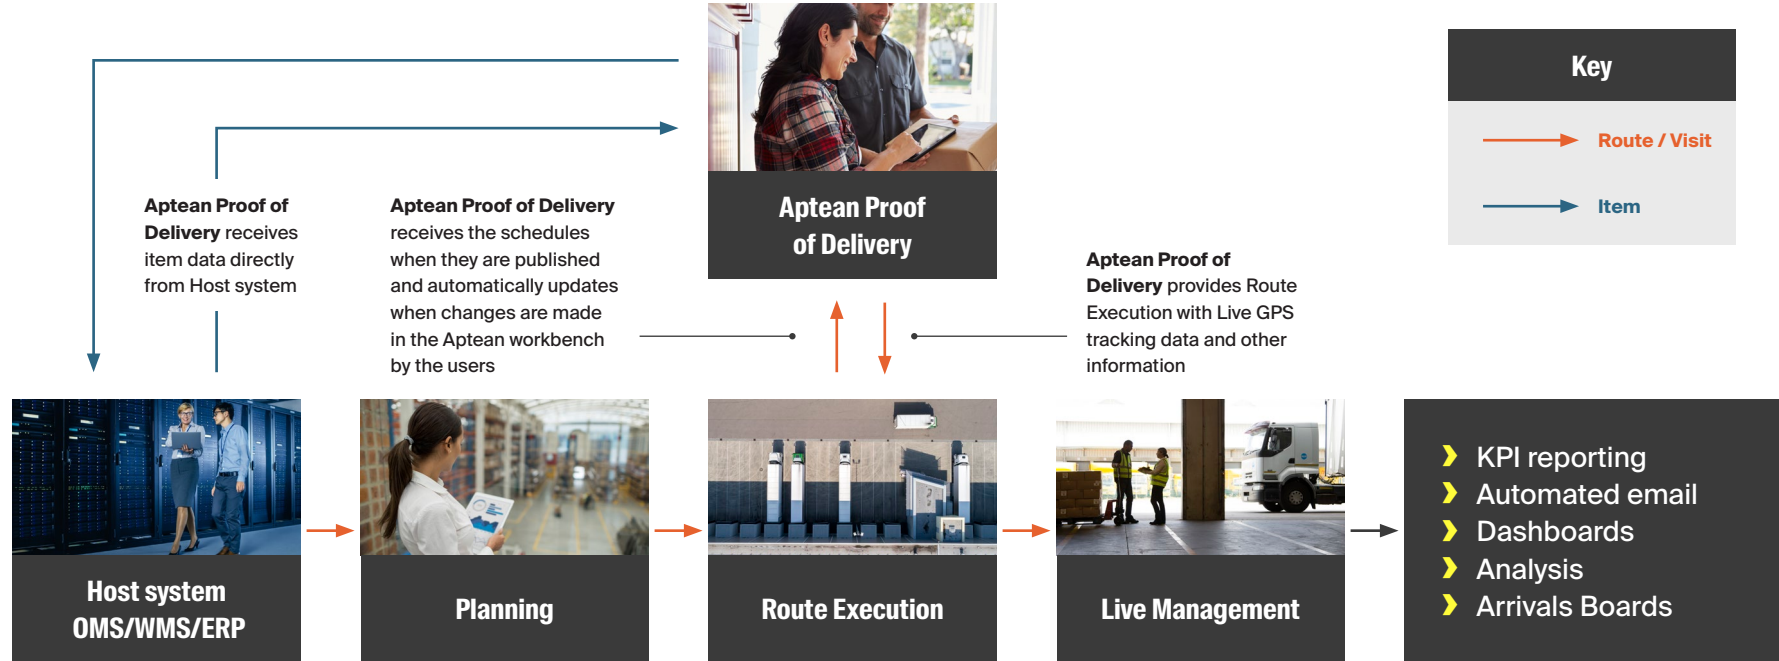 Key
Route / Visit
Item
Aptean Proof of
Delivery receives
item data directly
from Host system
Aptean Proof of Delivery
receives the schedules
when they are published
and automatically updates
when changes are made
in the Aptean workbench
by the users
Aptean Proof
of Delivery
Aptean Proof of
Delivery provides Route
Execution with Live GPS
tracking data and other
information
Host system
OMS/WMS/ERP
Planning
Route Execution
Live Management
KPI reporting
Automated email
Dashboards
Analysis
Arrivals Boards